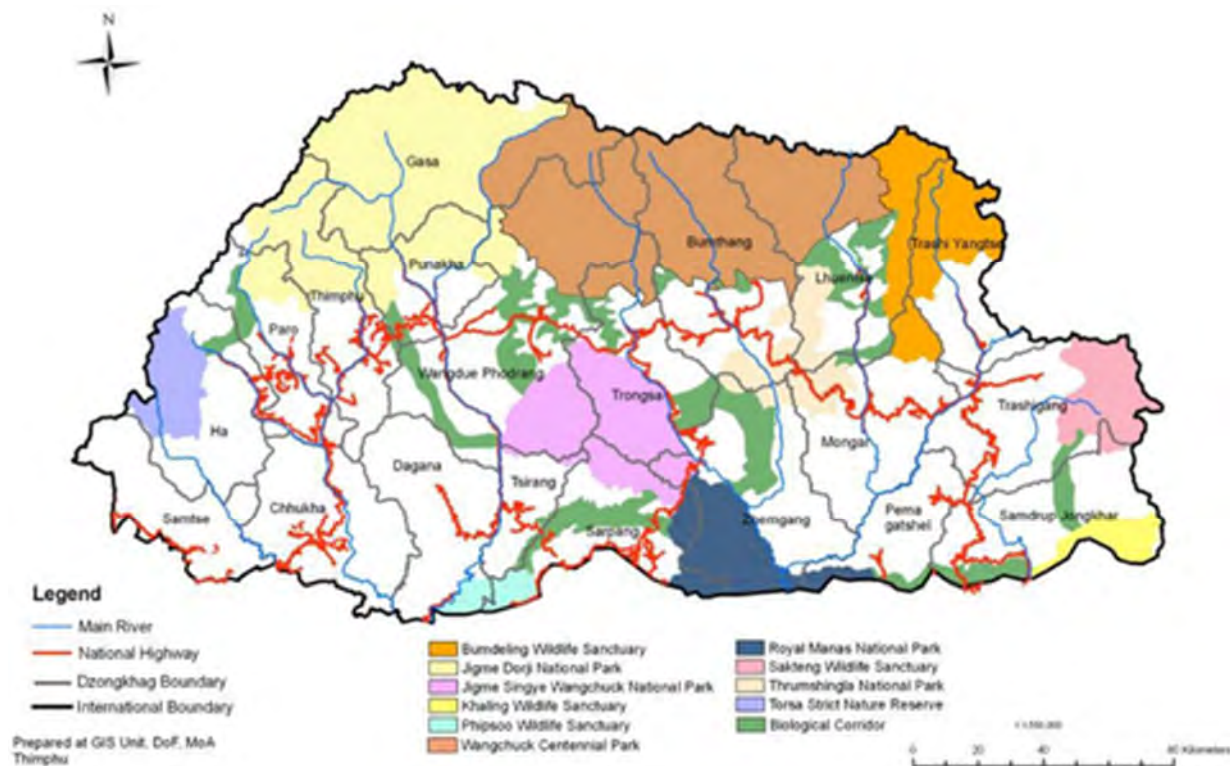 N
Gasa
Punakha
Thimphu
Paro
Ha
Samtse
Chhukha
Dagana
Tsirang
Wangdue Phodrang
Sarpang
Trongsa
Bumthang
Lhuentse
Trashi Yangtse
Mongar
Trashigang
Zhemgang
Pema
gatshel
Samdrup Jongkhar
Legend
Main River
National Highway
Dzongkhag Boundary
International Boundary
Bumdeling Wildlife Sanctuary
Jigme Dorji National Park
Jigme Singye Wangchuck National Park
Khaling Wildlife Sanctuary
Phipsoo Wildlife Sanctuary
Wangchuck Centennial Park
Royal Manas National Park
Sakteng Wildlife Sanctuary
Thrumshingla National Park
Torsa Strict Nature Reserve
Biological Corridor
0 20 40 80 Kilometers
Prepared at GIS Unit, DoF, MoA
Thimphu